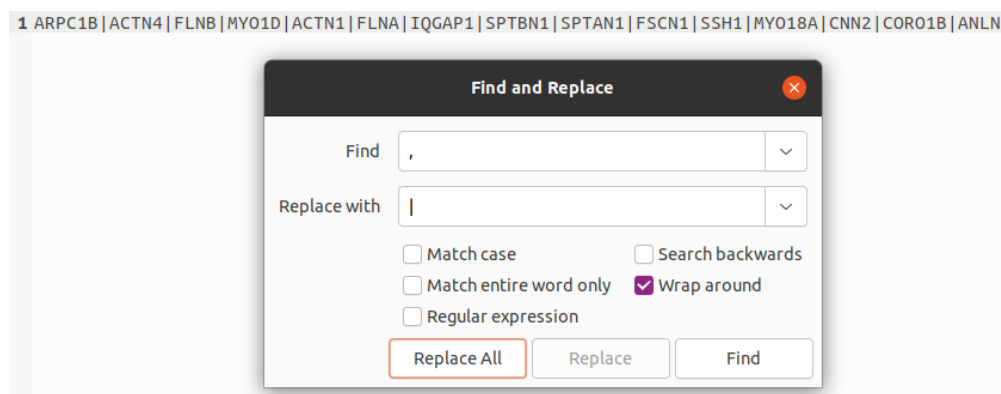 1 ARPC1B|ACTN4|FLNB|MYO1D|ACTN1|FLNA|IQGAP1|SPTBN1|SPTAN1|FSCN1|SSH1|MYO18A|CNN2|CORO1B|ANLN
Find and Replace
Find ,
Replace with |
Match case Search backwards
Match entire word only Wrap around
Regular expression
Replace All Replace Find